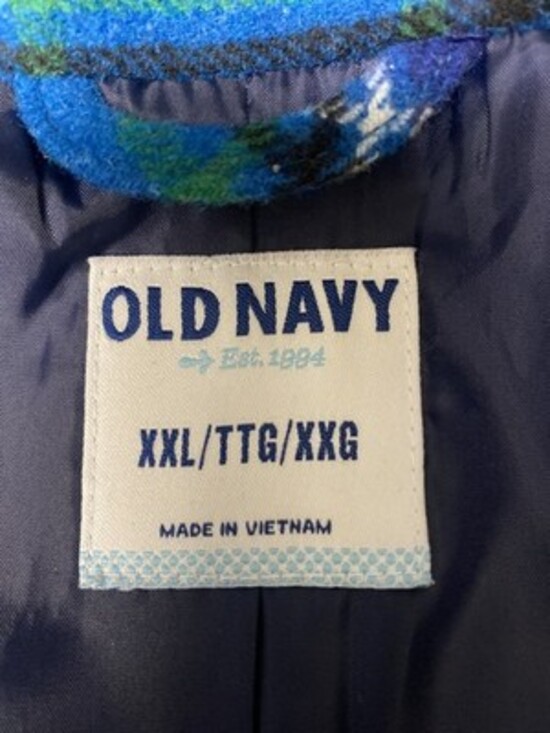 OLD NAVY
Est. 1994
XXL/TTG/XXG
MADE IN VIETNAM